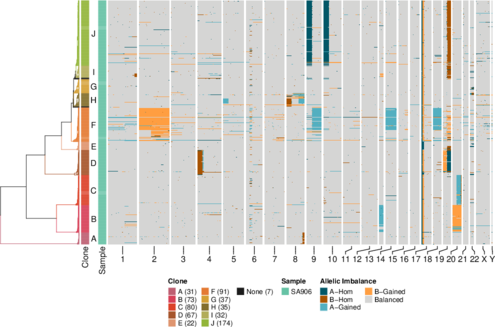 J
I
G
H
F
E
D
C
B
A
Clone
Sample
1 2 3 4 5 6 7 8 9 10 11 12 13 14 15 16 17 18 19 20 21 22 X Y
Clone Sample Allelic Imbalance
A (31) F (91) None (7) SA906 A-Hom B-Gained
B (73) G (37) B-Hom Balanced
C (80) H (35) A-Gained
D (67) I (32)
E (22) J (174)